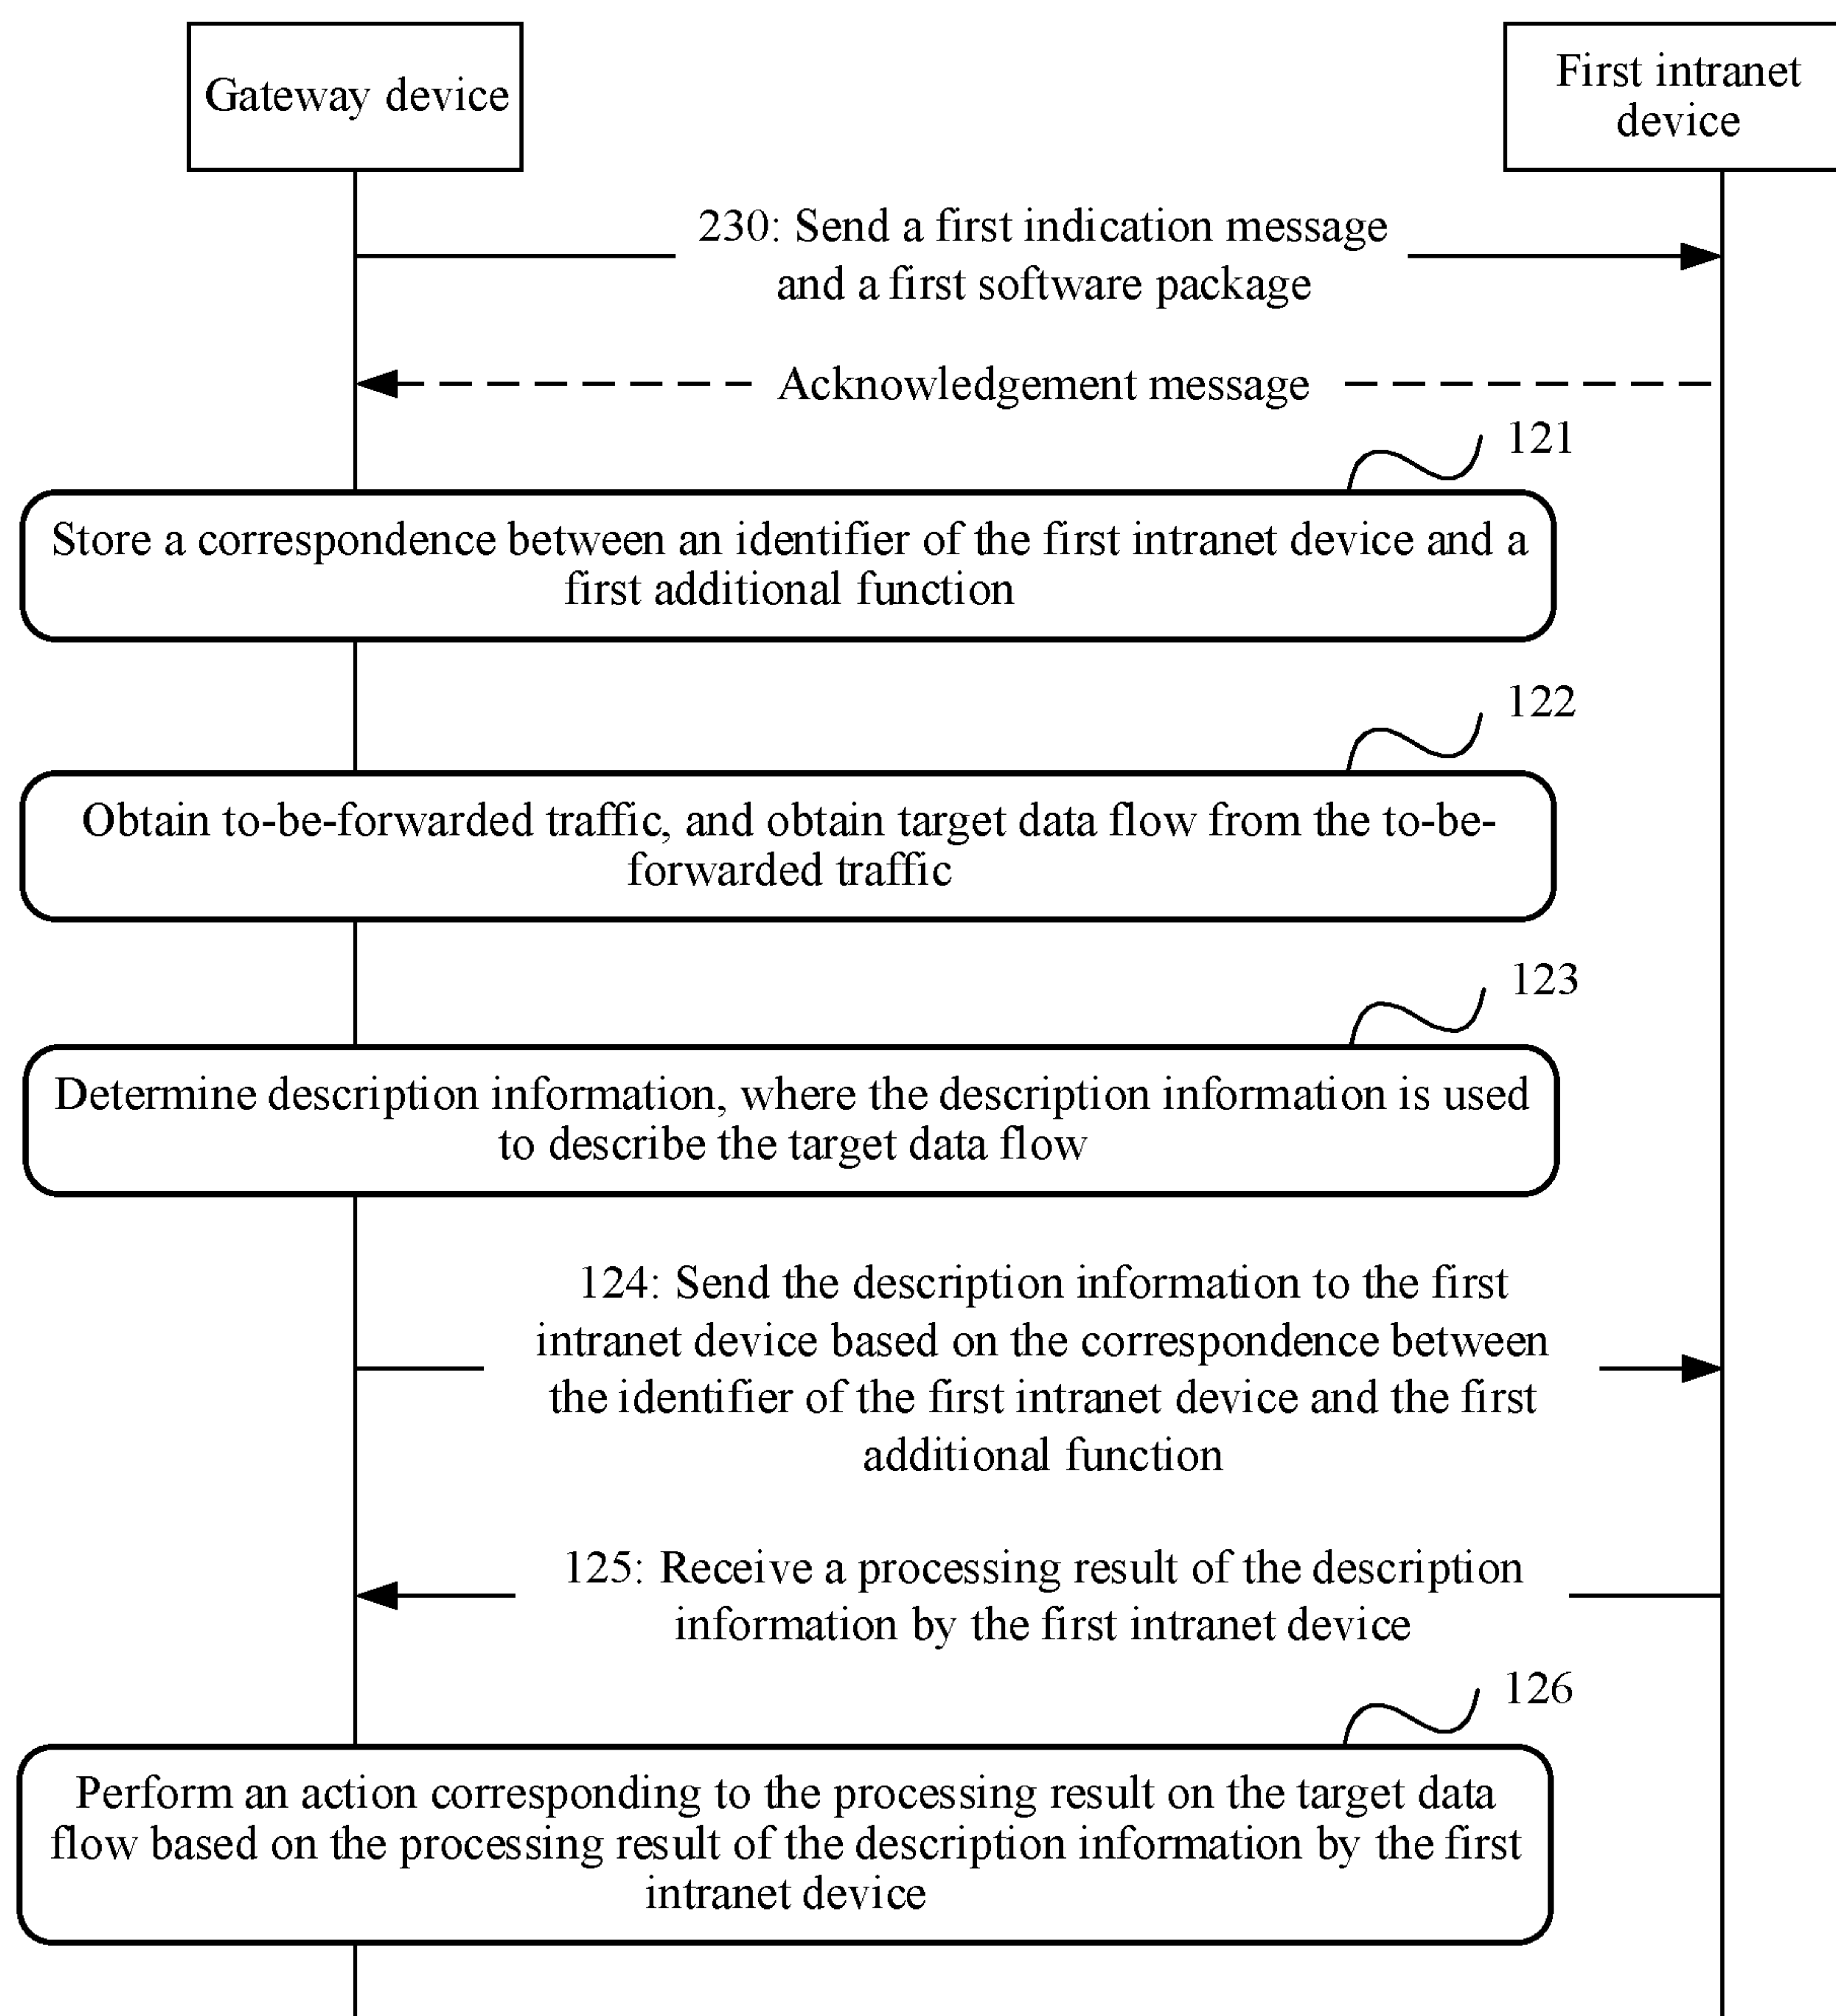 Gateway device
First intranet
device
230: Send a first indication message
and a first software package
Acknowledgement message
121
Store a correspondence between an identifier of the first intranet device and a
first additional function
122
Obtain to-be-forwarded traffic, and obtain target data flow from the to-be-
forwarded traffic
123
Determine description information, where the description information is used
to describe the target data flow
124: Send the description information to the first
intranet device based on the correspondence between
the identifier of the first intranet device and the first
additional function
125: Receive a processing result of the description
information by the first intranet device
126
Perform an action corresponding to the processing result on the target data
flow based on the processing result of the description information by the first
intranet device